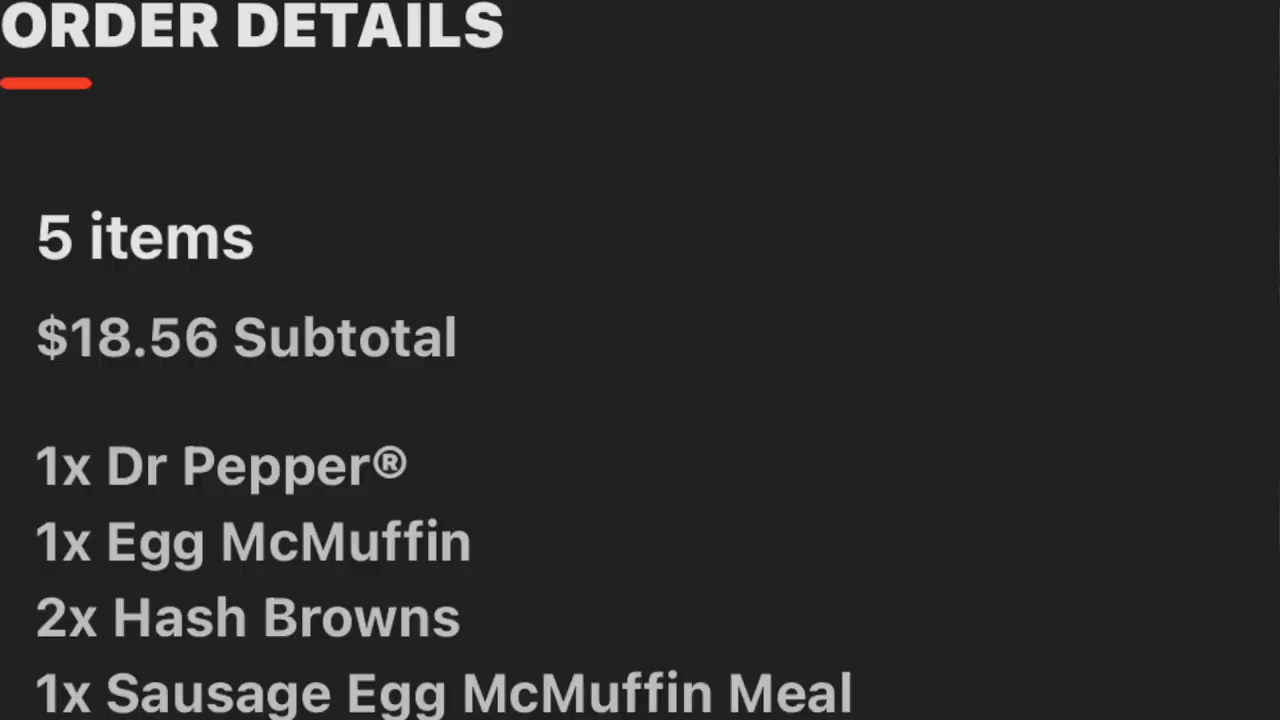 ORDER DETAILS
5 items
$18.56 Subtotal
1x Dr Pepper®
1x Egg McMuffin
2x Hash Browns
1x Sausage Egg McMuffin Meal